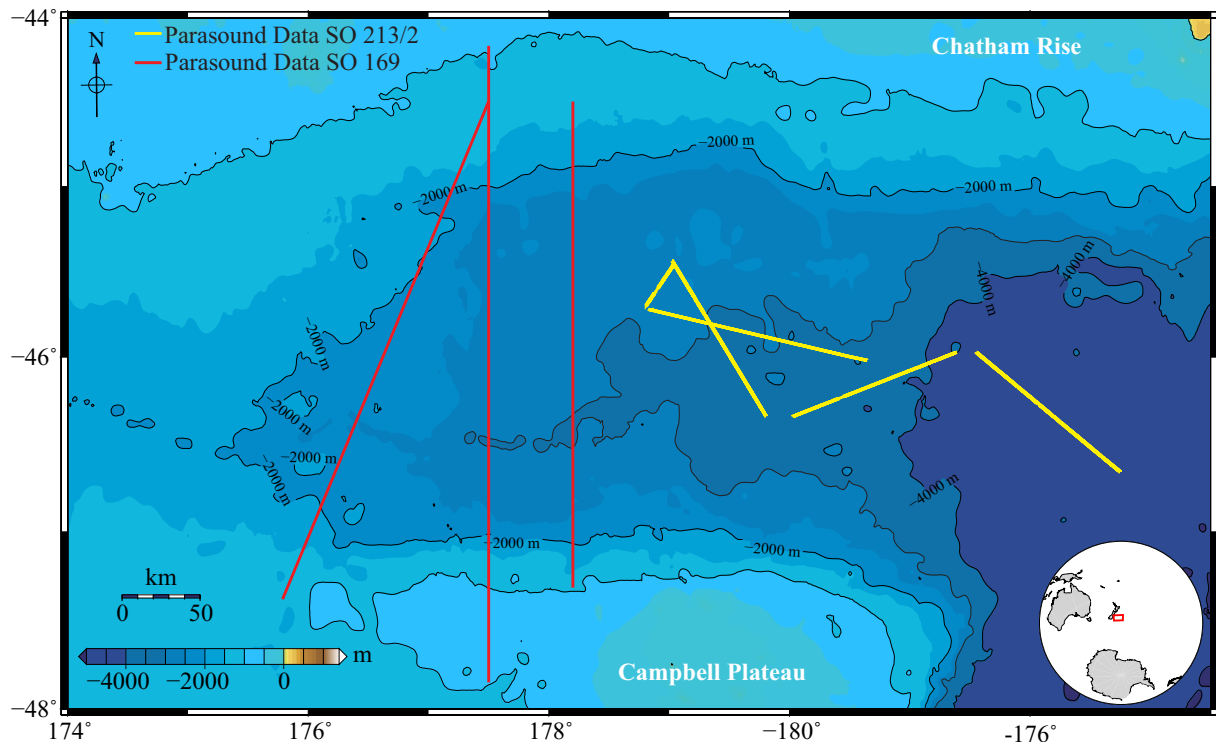 −44°
Parasound Data SO 213/2
Parasound Data SO 169
N
Chatham Rise
−2000 m
−2000 m
−2000 m
−4000 m
−4000 m
−2000 m
−46°
−2000 m
−2000 m
−2000 m
−4000 m
−2000 m
−2000 m
km
0 50
m
−4000 −2000 0
Campbell Plateau
−48°
174° 176° 178° −180° -176°